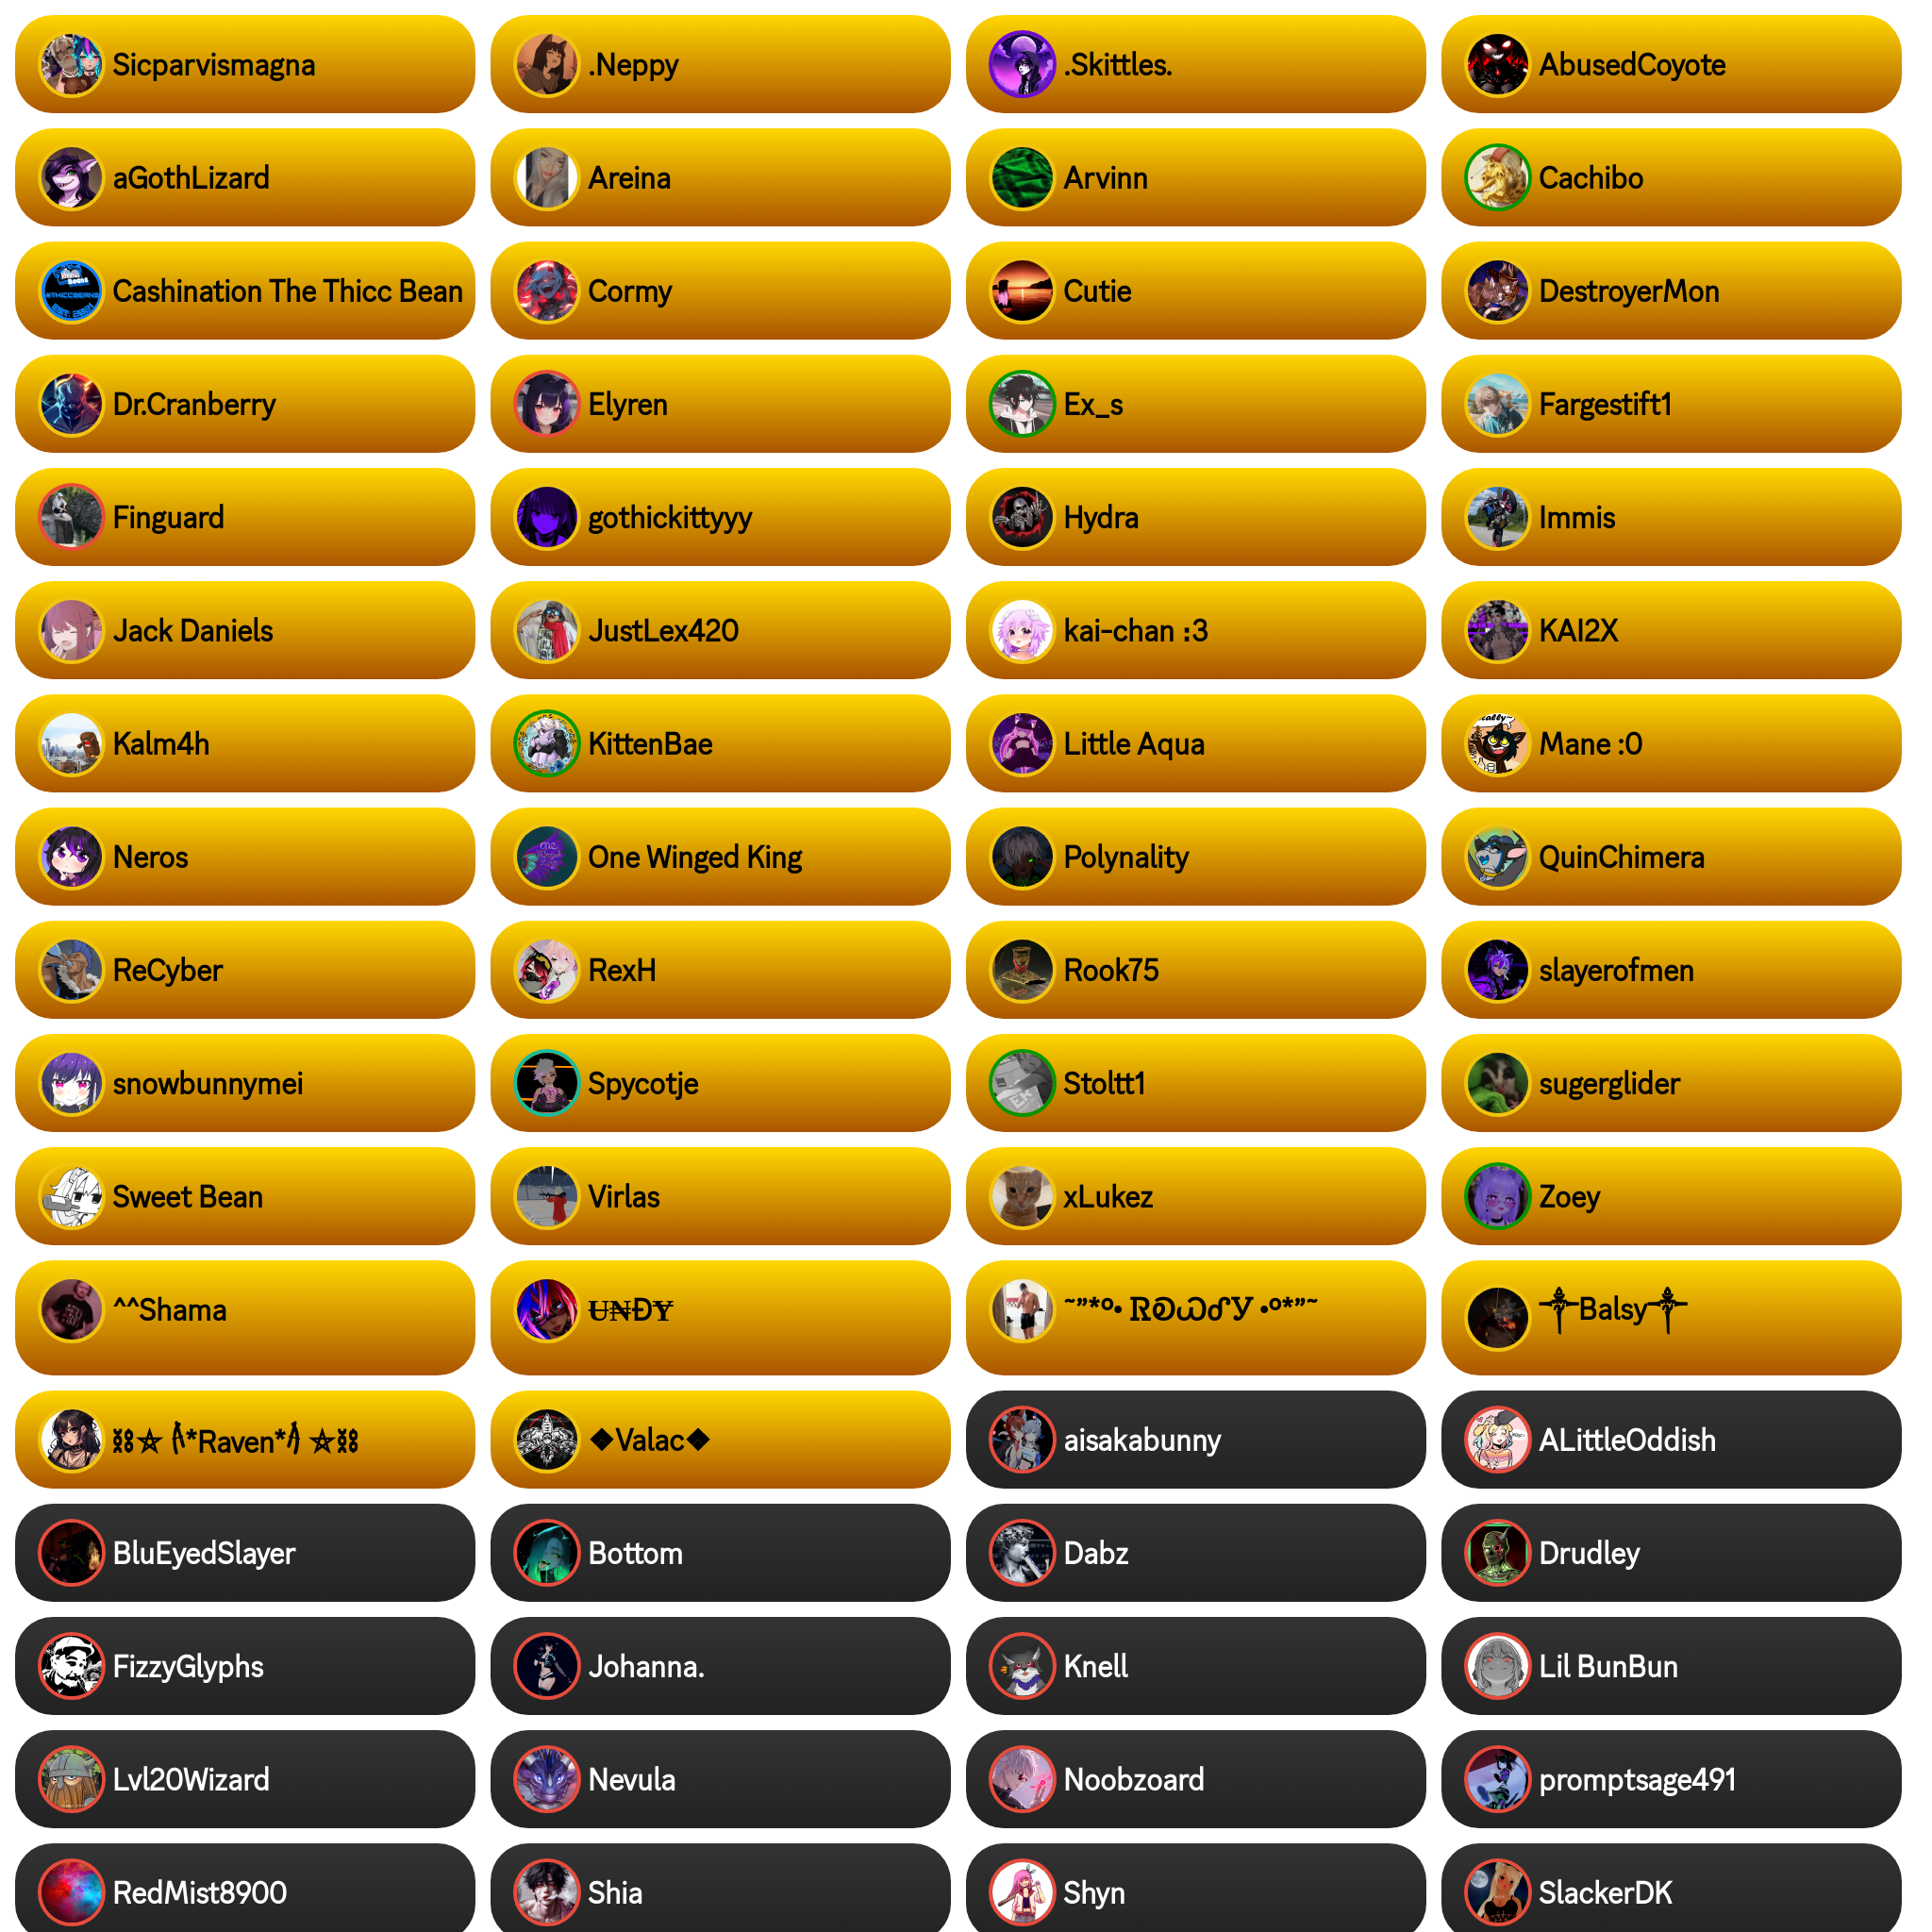 Sicparvismagna
.Neppy
.Skittles.
AbusedCoyote
aGothLizard
Areina
Arvinn
Cachibo
Cashination The Thicc Bean
Cormy
Cutie
DestroyerMon
Dr.Cranberry
Elyren
Ex_s
Fargestift1
Finguard
gothickittyyy
Hydra
Immis
Jack Daniels
JustLex420
kai-chan :3
KAI2X
Kalm4h
KittenBae
Little Aqua
Mane :0
Neros
One Winged King
Polynality
QuinChimera
ReCyber
RexH
Rook75
slayerofmen
snowbunnymei
Spycotje
Stoltt1
sugerglider
Sweet Bean
Virlas
xLukez
Zoey
^^Shama
Ʉ₦ĐɎ
~”*°•  •°*”~
༒Balsy༒
⛓⛧*Raven*⛧⛓
◆Valac◆
aisakabunny
ALittleOddish
BluEyedSlayer
Bottom
Dabz
Drudley
FizzyGlyphs
Johanna.
Knell
Lil BunBun
Lvl20Wizard
Nevula
Noobzoard
promptsage491
RedMist8900
Shia
Shyn
SlackerDK